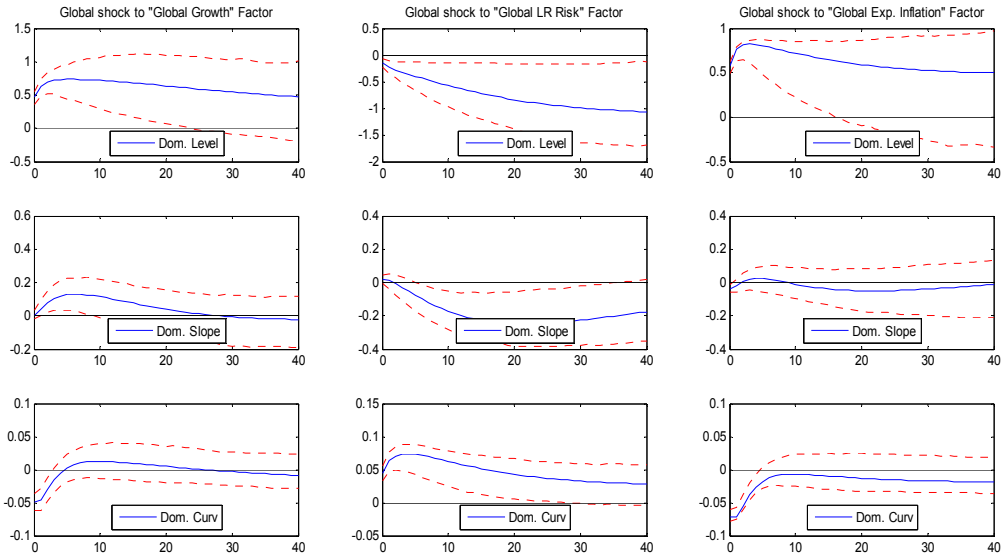 Global shock to "Global Growth" Factor
Global shock to "Global LR Risk" Factor
Global shock to "Global Exp. Inflation" Factor
1.5
1
0.5
0
-0.5
Dom. Level
0 10 20 30 40
0.5
0
-0.5
-1
-1.5
-2
Dom. Level
0 10 20 30 40
1
0.5
0
-0.5
Dom. Level
0 10 20 30 40
0.6
0.4
0.2
0
-0.2
Dom. Slope
0 10 20 30 40
0.4
0.2
0
-0.2
-0.4
Dom. Slope
0 10 20 30 40
0.4
0.2
0
-0.2
-0.4
Dom. Slope
0 10 20 30 40
0.1
0.05
0
-0.05
-0.1
Dom. Curv
0 10 20 30 40
0.15
0.1
0.05
0
0.05
Dom. Curv
0 10 20 30 40
0.1
0.05
0
-0.05
-0.1
Dom. Curv
0 10 20 30 40